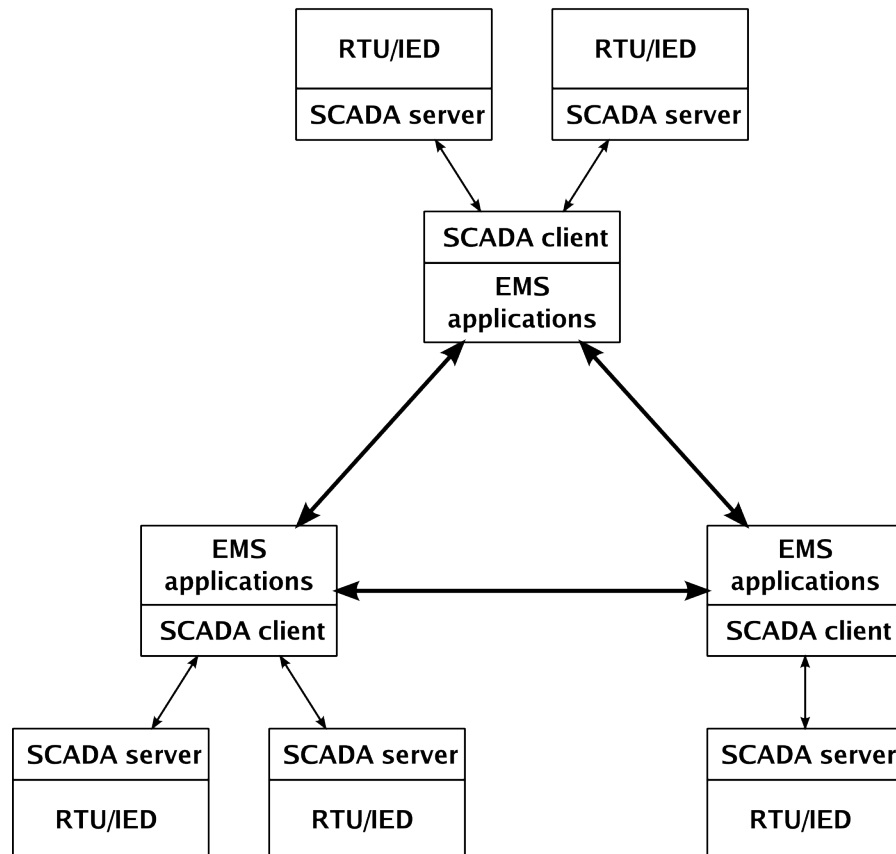 RTU/IED
SCADA server
RTU/IED
SCADA server
SCADA client
EMS
applications
EMS
applications
SCADA client
EMS
applications
SCADA client
SCADA server
RTU/IED
SCADA server
RTU/IED
SCADA server
RTU/IED